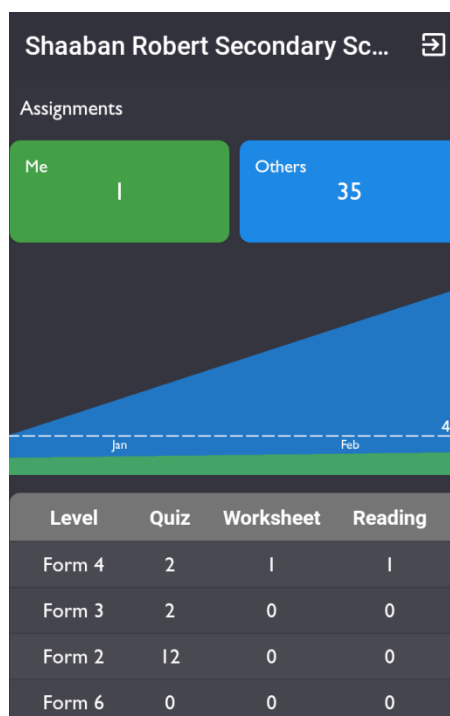 Shaaban Robert Secondary Sc...
Assignments
Me
1
Others
35
4
Jan Feb
Level Quiz Worksheet Reading
Form 4 2 1 1
Form 3 2 0 0
Form 2 12 0 0
Form 6 0 0 0